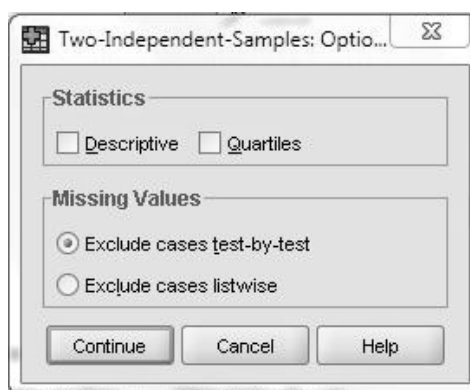 Two-Independent-Samples: Optio...
Statistics
Descriptive Quartiles
Missing Values
Exclude cases test-by-test
Exclude cases listwise
Continue Cancel Help